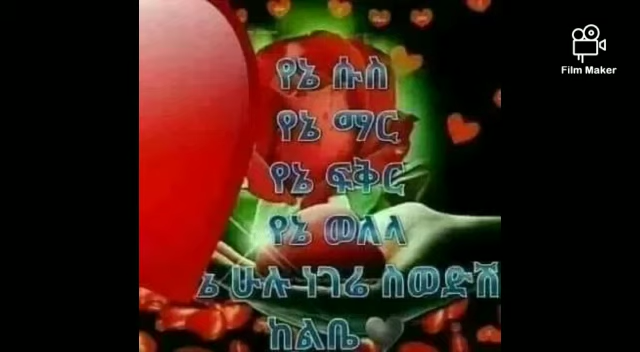 የኔ ሱስ
የኔ ማር
የኔ ፍቅር
የኔ ወለላ
ኔ ሁሉ ነገሬ ስወድሽ
ከልቤ
Film Maker